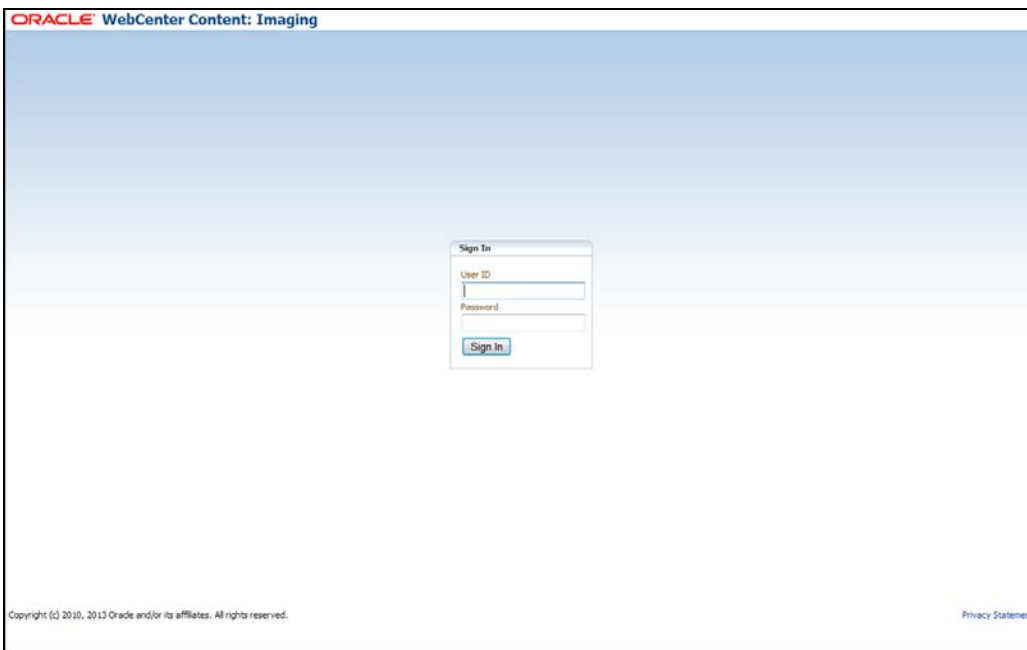 ORACLE WebCenter Content: Imaging
Sign In
User ID
Password
Sign In
Copyright (c) 2010, 2013 Oracle and/or its affiliates. All rights reserved.
Privacy Stateme